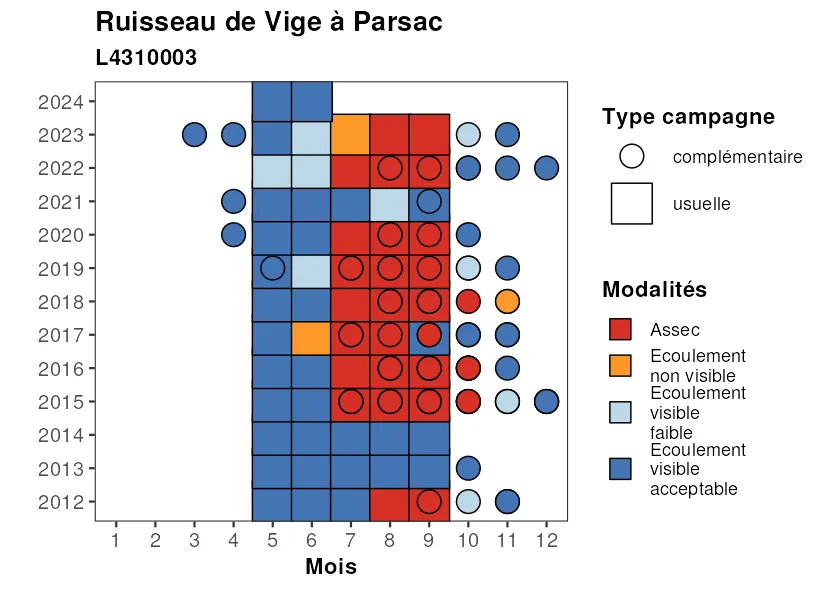 Ruisseau de Vige à Parsac
L4310003
2024
2023
2022
2021
2020
2019
2018
2017
2016
2015
2014
2013
2012
1 2 3 4 5 6 7 8 9 10 11 12
Mois
Type campagne
complémentaire
usuelle
Modalités
Assec
Ecoulement
non visible
Ecoulement
visible
faible
Ecoulement
visible
acceptable